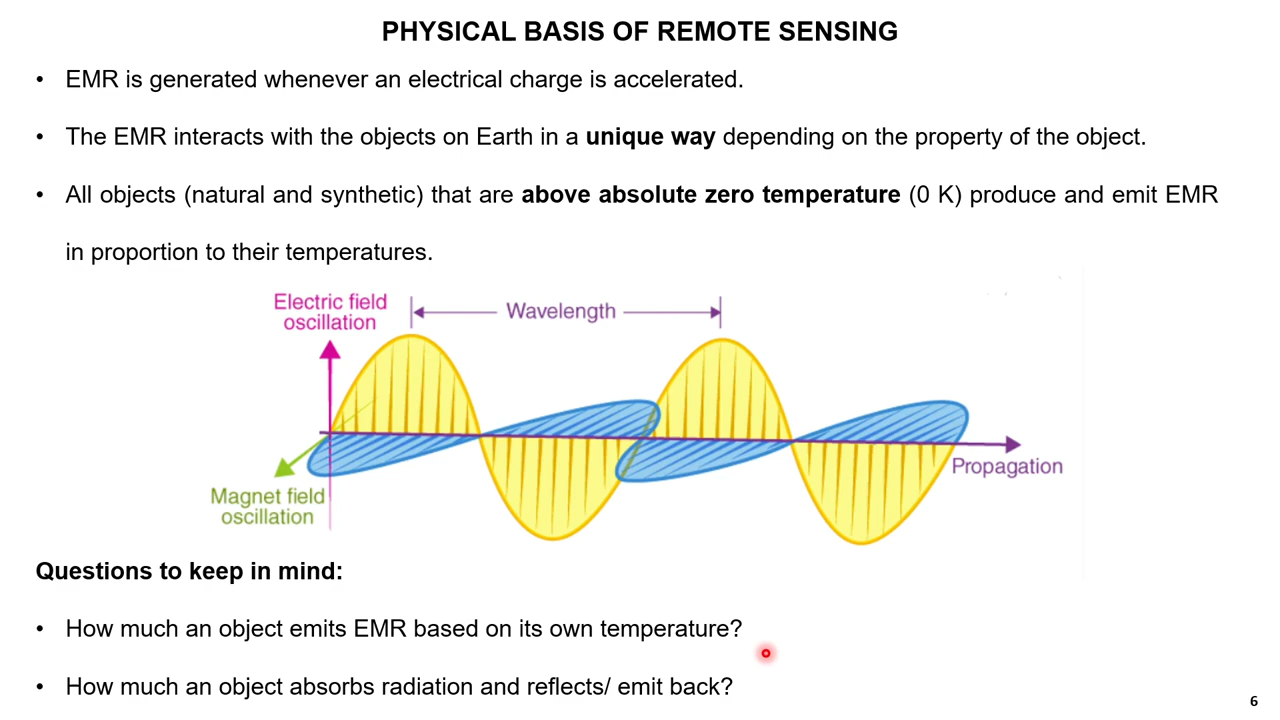 PHYSICAL BASIS OF REMOTE SENSING
• EMR is generated whenever an electrical charge is accelerated.
• The EMR interacts with the objects on Earth in a unique way depending on the property of the object.
• All objects (natural and synthetic) that are above absolute zero temperature (0 K) produce and emit EMR
in proportion to their temperatures.
Electric field
oscillation
Wavelength
Propagation
Magnet field
oscillation
Questions to keep in mind:
• How much an object emits EMR based on its own temperature?
• How much an object absorbs radiation and reflects/ emit back?
6